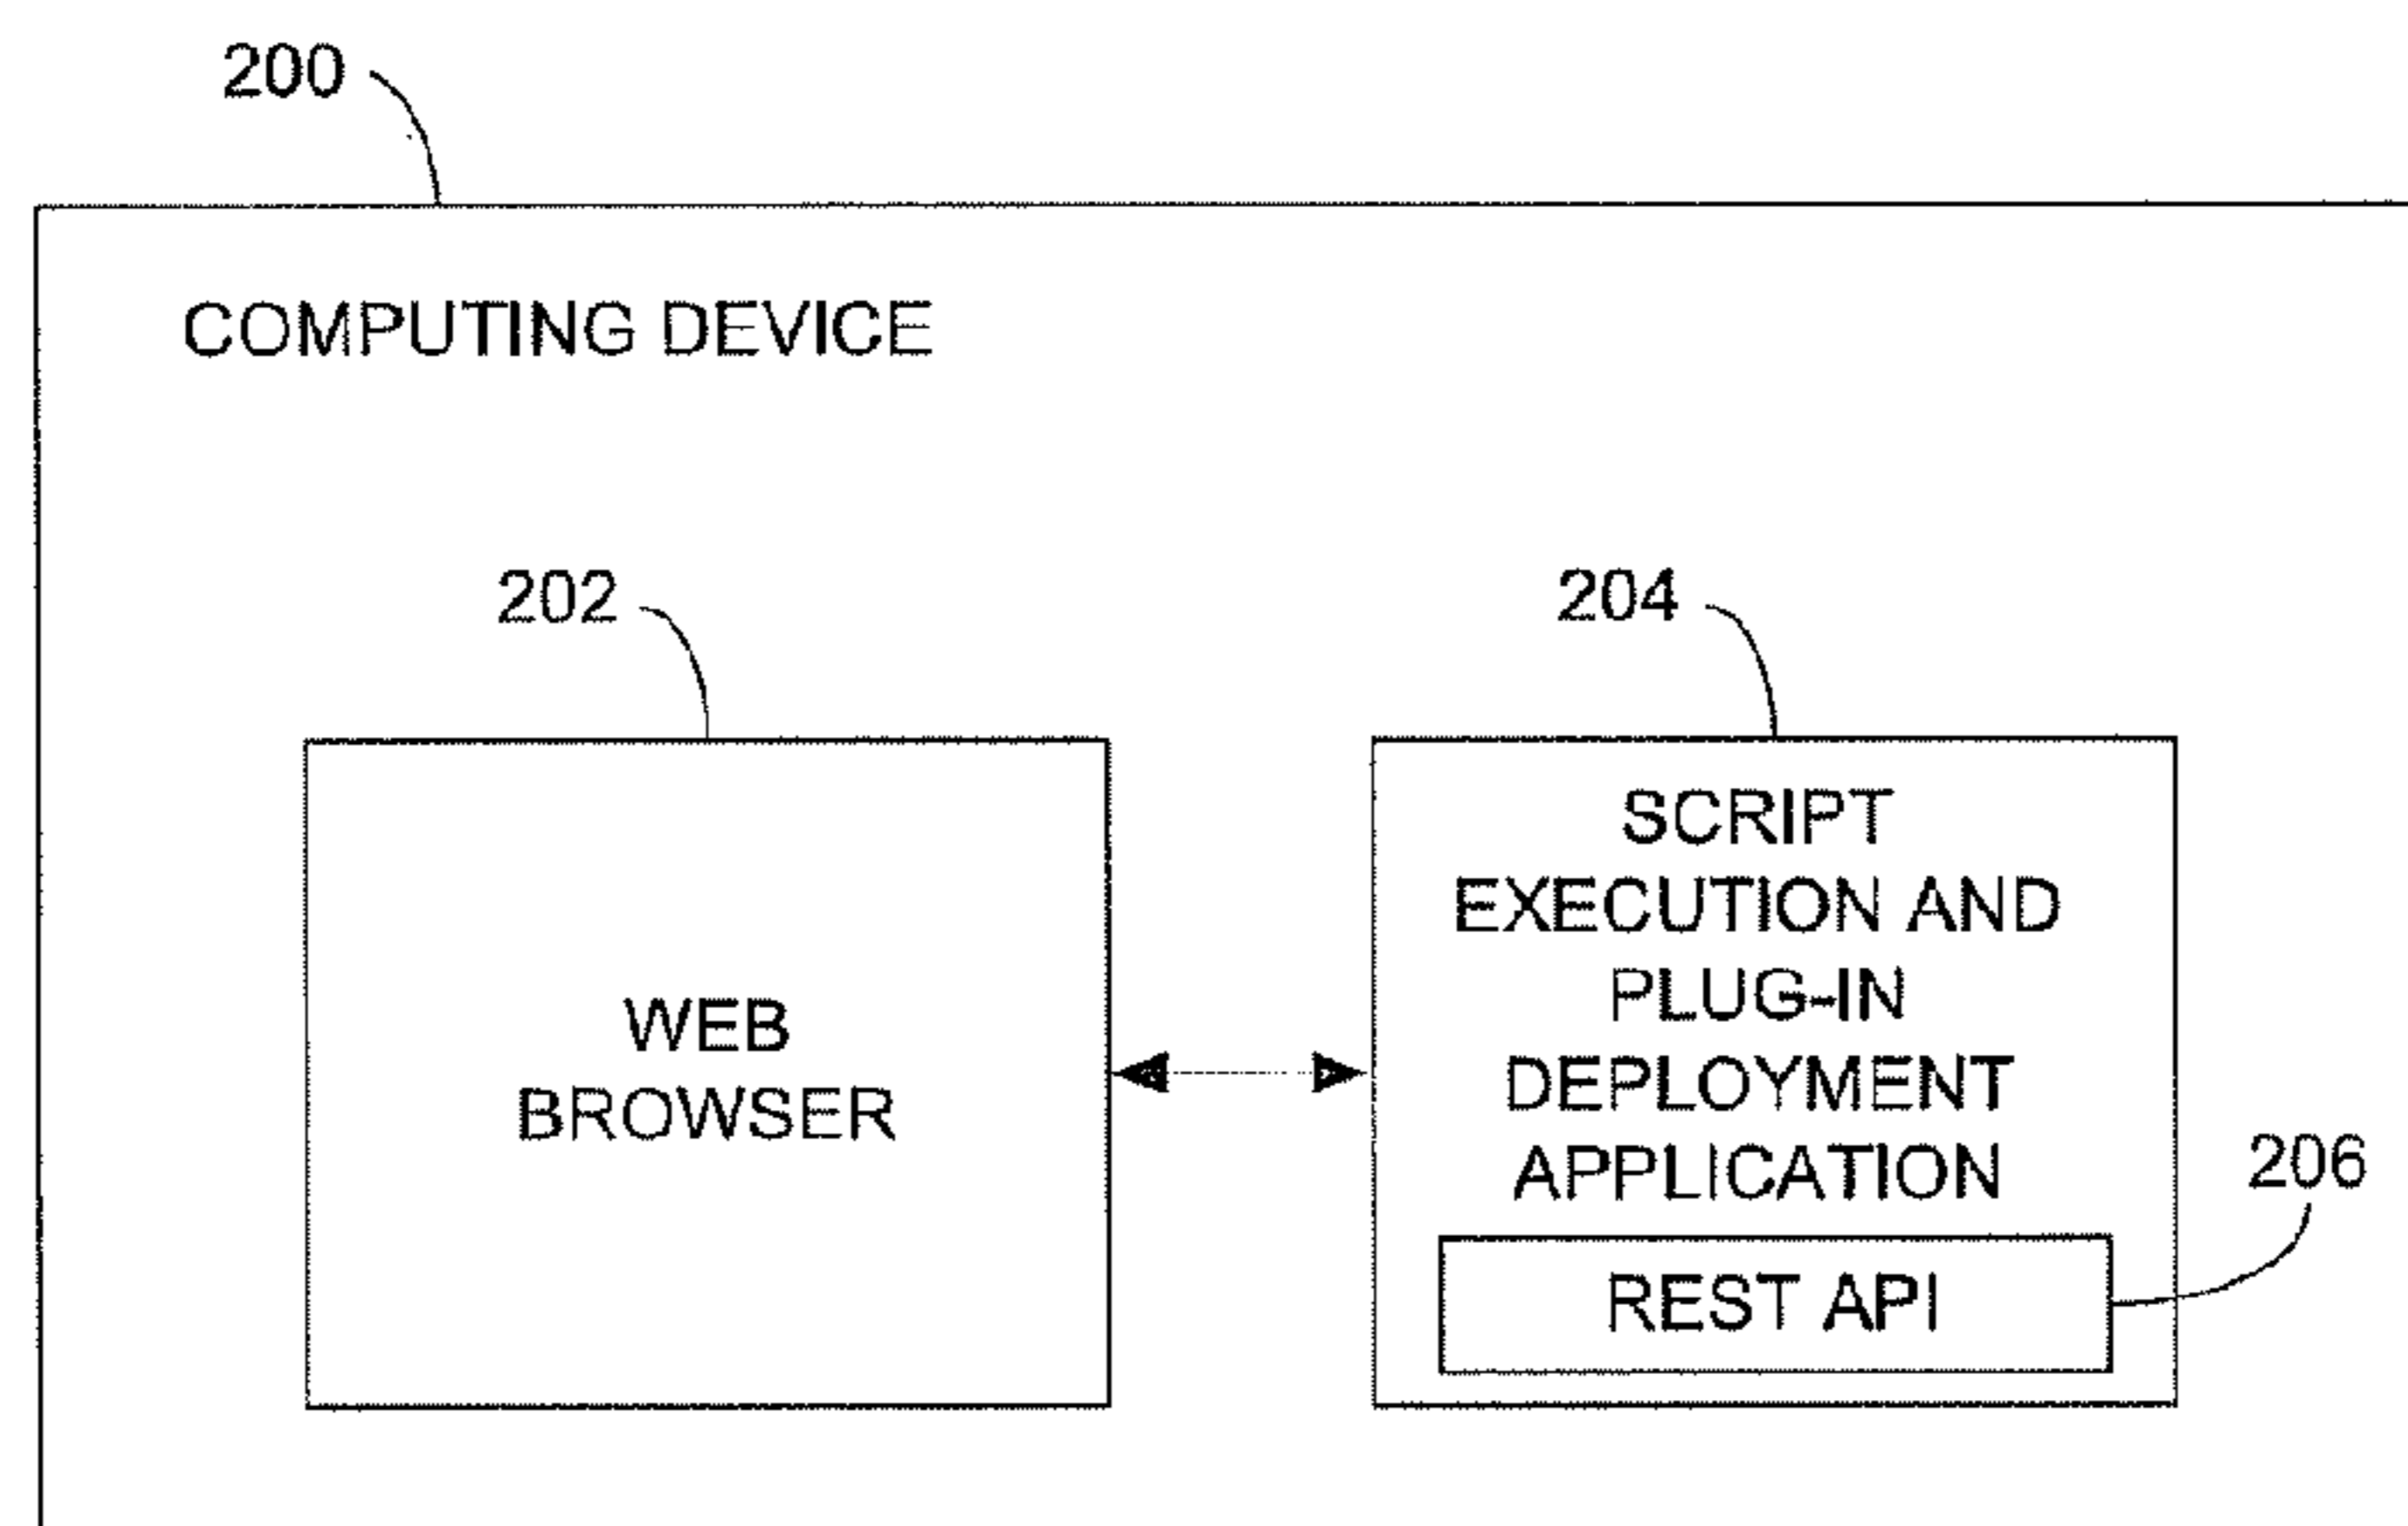 200
COMPUTING DEVICE
202
204
WEB
BROWSER
SCRIPT
EXECUTION AND
PLUG-IN
DEPLOYMENT
APPLICATION
206
REST API